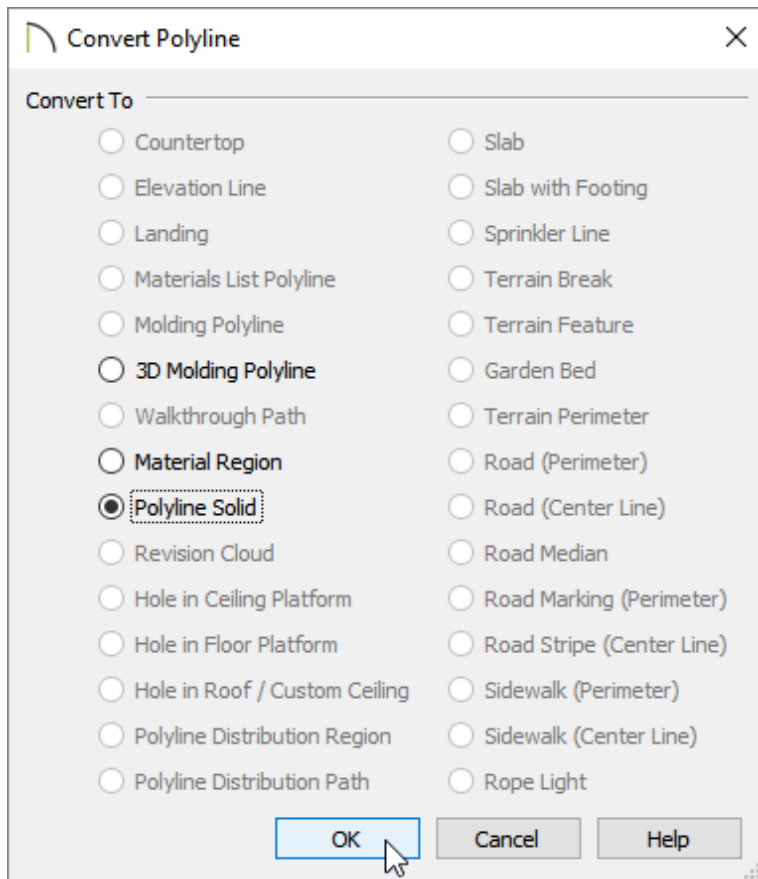 Convert Polyline
Convert To
Countertop
Elevation Line
Landing
Materials List Polyline
Molding Polyline
3D Molding Polyline
Walkthrough Path
Material Region
Polyline Solid
Revision Cloud
Hole in Ceiling Platform
Hole in Floor Platform
Hole in Roof / Custom Ceiling
Polyline Distribution Region
Polyline Distribution Path
Slab
Slab with Footing
Sprinkler Line
Terrain Break
Terrain Feature
Garden Bed
Terrain Perimeter
Road (Perimeter)
Road (Center Line)
Road Median
Road Marking (Perimeter)
Road Stripe (Center Line)
Sidewalk (Perimeter)
Sidewalk (Center Line)
Rope Light
OK
Cancel
Help